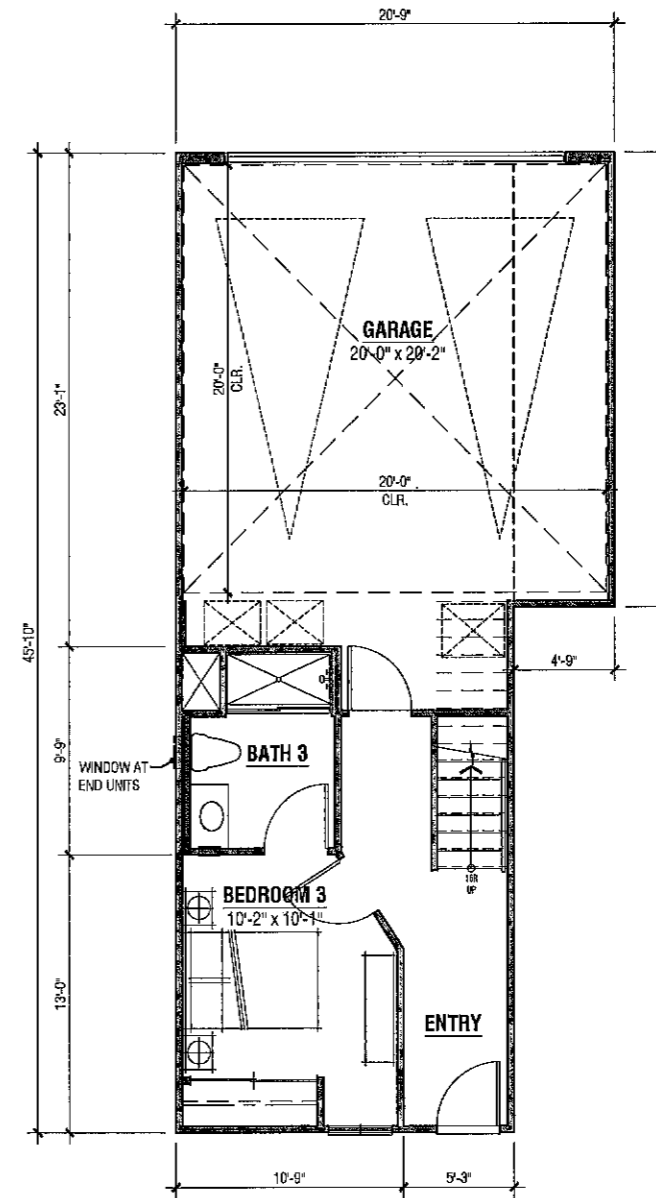 20'-9"
GARAGE
20'-0" x 20'-2"
20'-0"
CLR.
23'-1"
20'-0"
CLR.
45'-10"
4'-9"
9'-9"
WINDOW AT
END UNITS
BATH 3
16R
UP
BEDROOM 3
10'-2" x 10'-1"
13'-0"
ENTRY
10'-9"
5'-3"